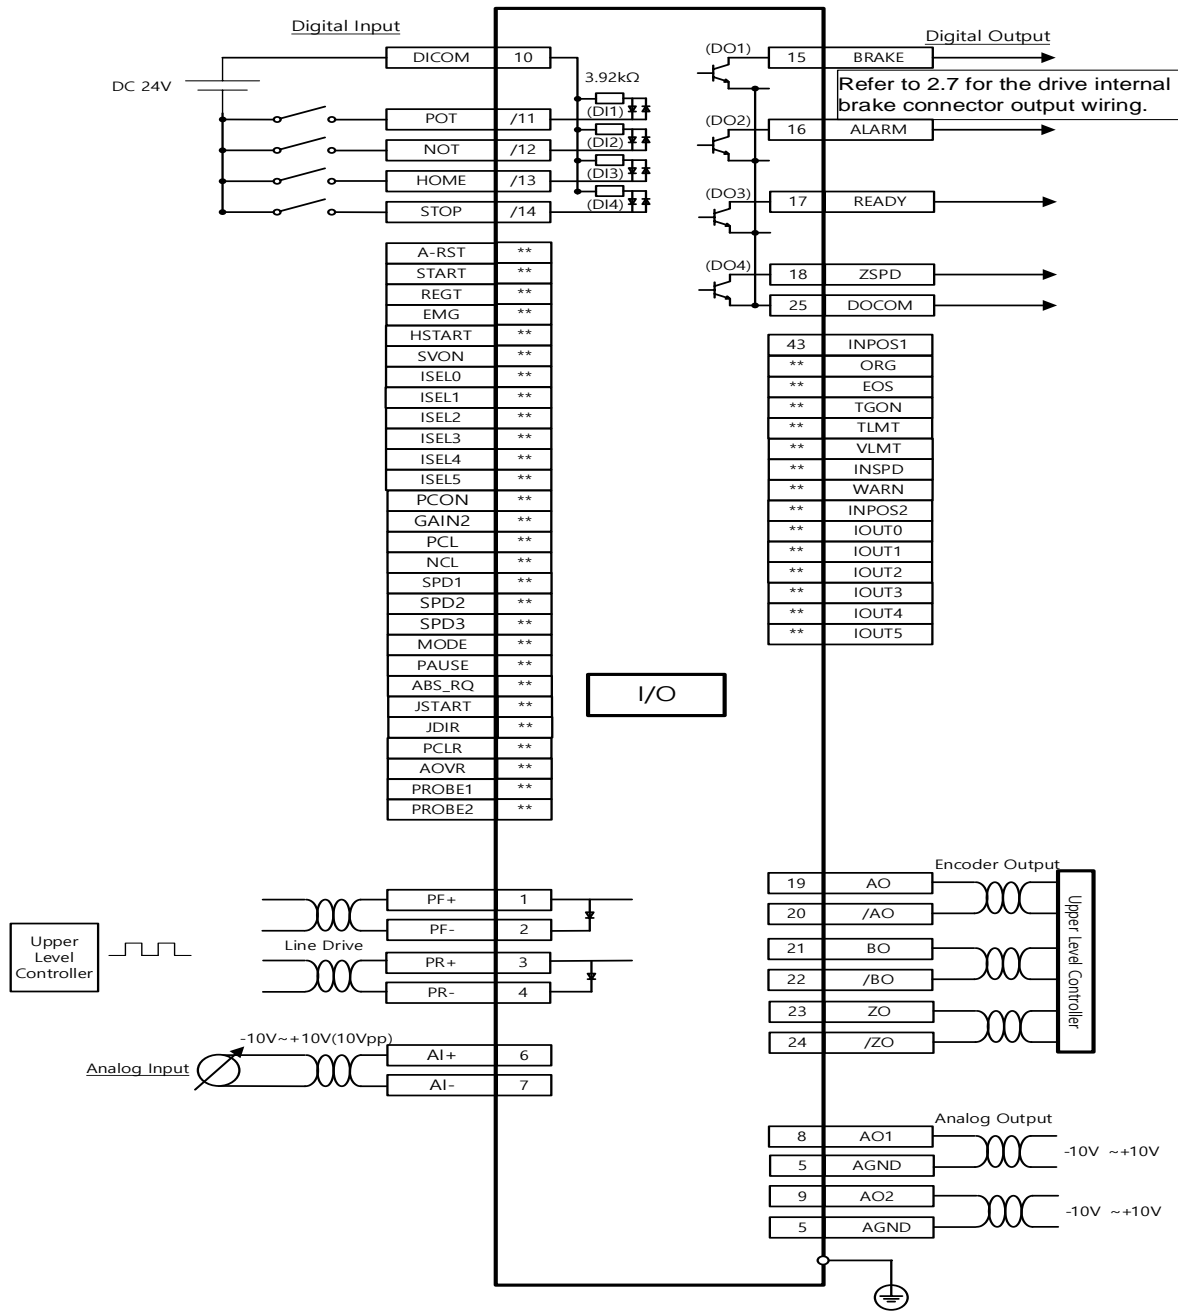 Digital Input
DICOM 10
DC 24V
3.92kΩ
POT /11 (DI1)
NOT /12 (DI2)
HOME /13 (DI3)
STOP /14 (DI4)
A-RST **
START **
REGT **
EMG **
HSTART **
SVON **
ISEL0 **
ISEL1 **
ISEL2 **
ISEL3 **
ISEL4 **
ISEL5 **
PCON **
GAIN2 **
PCL **
NCL **
SPD1 **
SPD2 **
SPD3 **
MODE **
PAUSE **
ABS_RQ **
JSTART **
JDIR **
PCLR **
AOVR **
PROBE1 **
PROBE2 **
I/O
Digital Output
(DO1) 15 BRAKE
Refer to 2.7 for the drive internal
brake connector output wiring.
(DO2) 16 ALARM
(DO3) 17 READY
(DO4) 18 ZSPD
25 DOCOM
43 INPOS1
** ORG
** EOS
** TGON
** TLMT
** VLMT
** INSPD
** WARN
** INPOS2
** IOUT0
** IOUT1
** IOUT2
** IOUT3
** IOUT4
** IOUT5
Upper
Level
Controller
PF+ 1
PF- 2
Line Drive
PR+ 3
PR- 4
-10V~+10V(10Vpp)
Analog Input
AI+ 6
AI- 7
Encoder Output
19 AO
20 /AO
21 BO
22 /BO
23 ZO
24 /ZO
Upper Level Controller
Analog Output
8 AO1
5 AGND
-10V ~+10V
9 AO2
5 AGND
-10V ~+10V